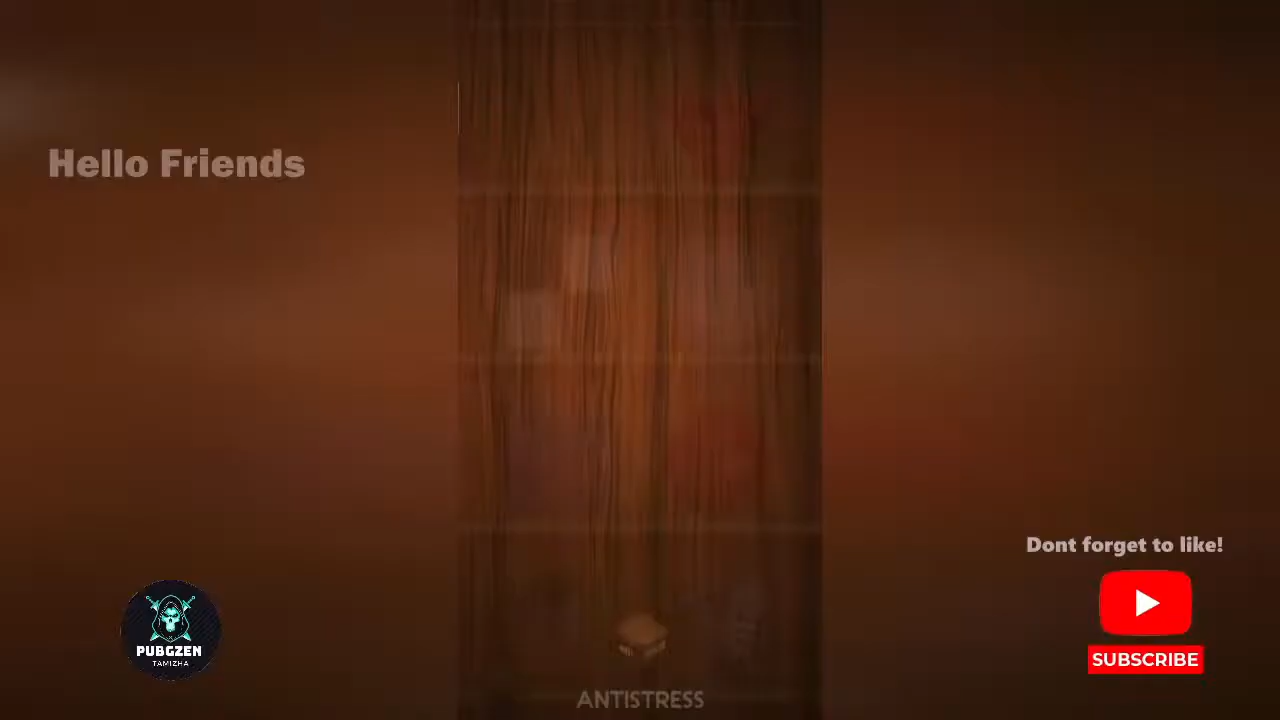 Hello Friends
Dont forget to like!
SUBSCRIBE
PUBGZEN
TAMIZHA
ANTISTRESS